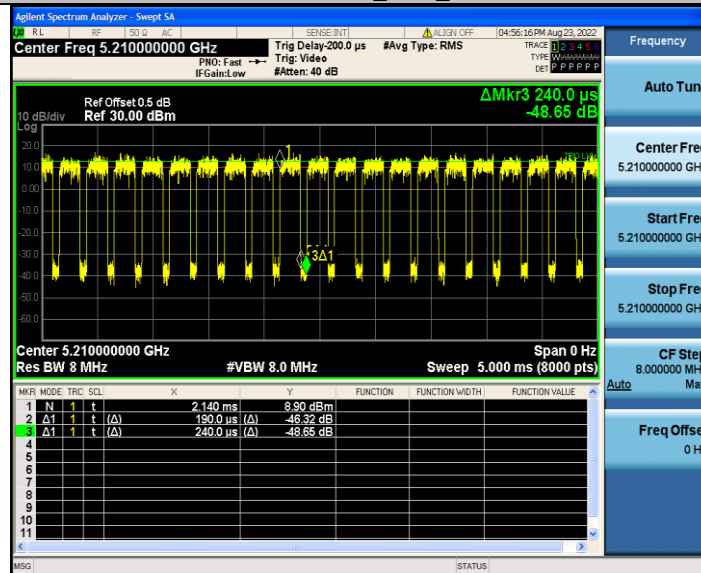 Agilent Spectrum Analyzer - Swept SA
RL RF 50 Ω AC SENSE:INT ALIGN OFF 04:56:16 PM Aug 23, 2022
Center Freq 5.210000000 GHz
PNO: Fast
IFGain:Low
Trig Delay-200.0 µs
Trig: Video
#Atten: 40 dB
#Avg Type: RMS
TRACE 1 2 3 4 5 6
TYPE W
DET P P P P P P
Ref Offset 0.5 dB
10 dB/div Ref 30.00 dBm
Log
ΔMkr3 240.0 µs
-48.65 dB
20.0
10.0
0.00
-10.0
-20.0
-30.0
-40.0
-50.0
-60.0
1
3Δ1
Center 5.210000000 GHz Span 0 Hz
Res BW 8 MHz #VBW 8.0 MHz Sweep 5.000 ms (8000 pts)
MKR MODE TRC SCL X Y FUNCTION FUNCTION WIDTH FUNCTION VALUE
1 N 1 t 2.140 ms 8.90 dBm
2 Δ1 1 t (Δ) 190.0 µs (Δ) -46.32 dB
3 Δ1 1 t (Δ) 240.0 µs (Δ) -48.65 dB
4
5
6
7
8
9
10
11
MSG STATUS
Frequency
Auto Tun
Center Fre
5.210000000 GH
Start Fre
5.210000000 GH
Stop Fre
5.210000000 GH
CF Step
8.000000 MH
Auto Ma
Freq Offse
0 H